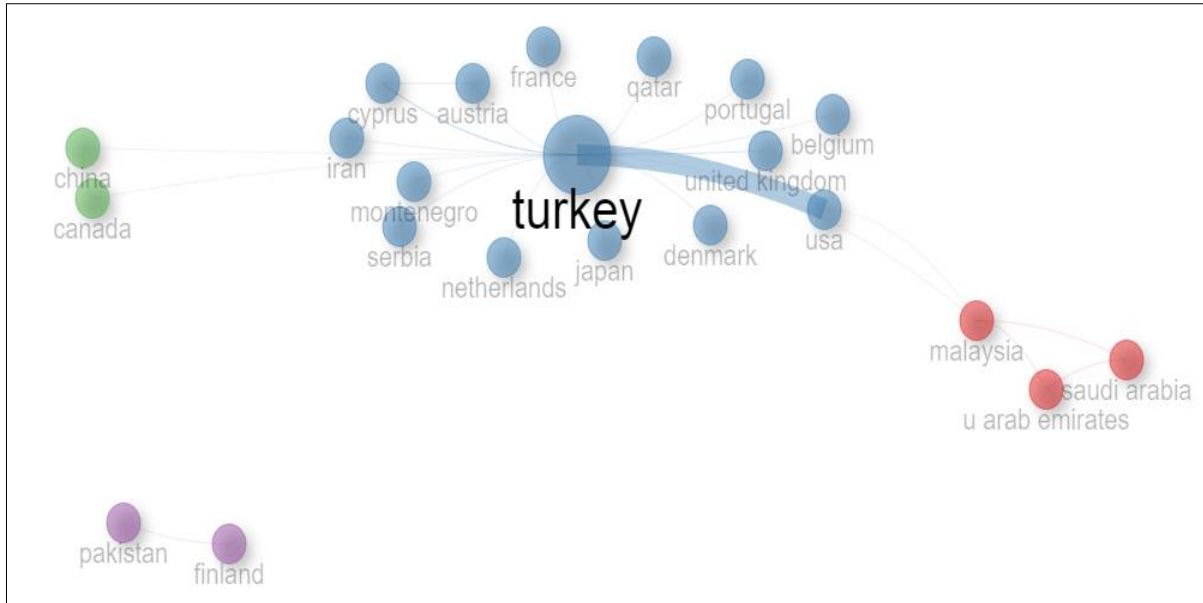 france
qatar
cyprus
austria
portugal
belgium
iran
china
united kingdom
canada
montenegro
turkey
usa
serbia
japan
denmark
netherlands
malaysia
saudi arabia
u arab emirates
pakistan
finland